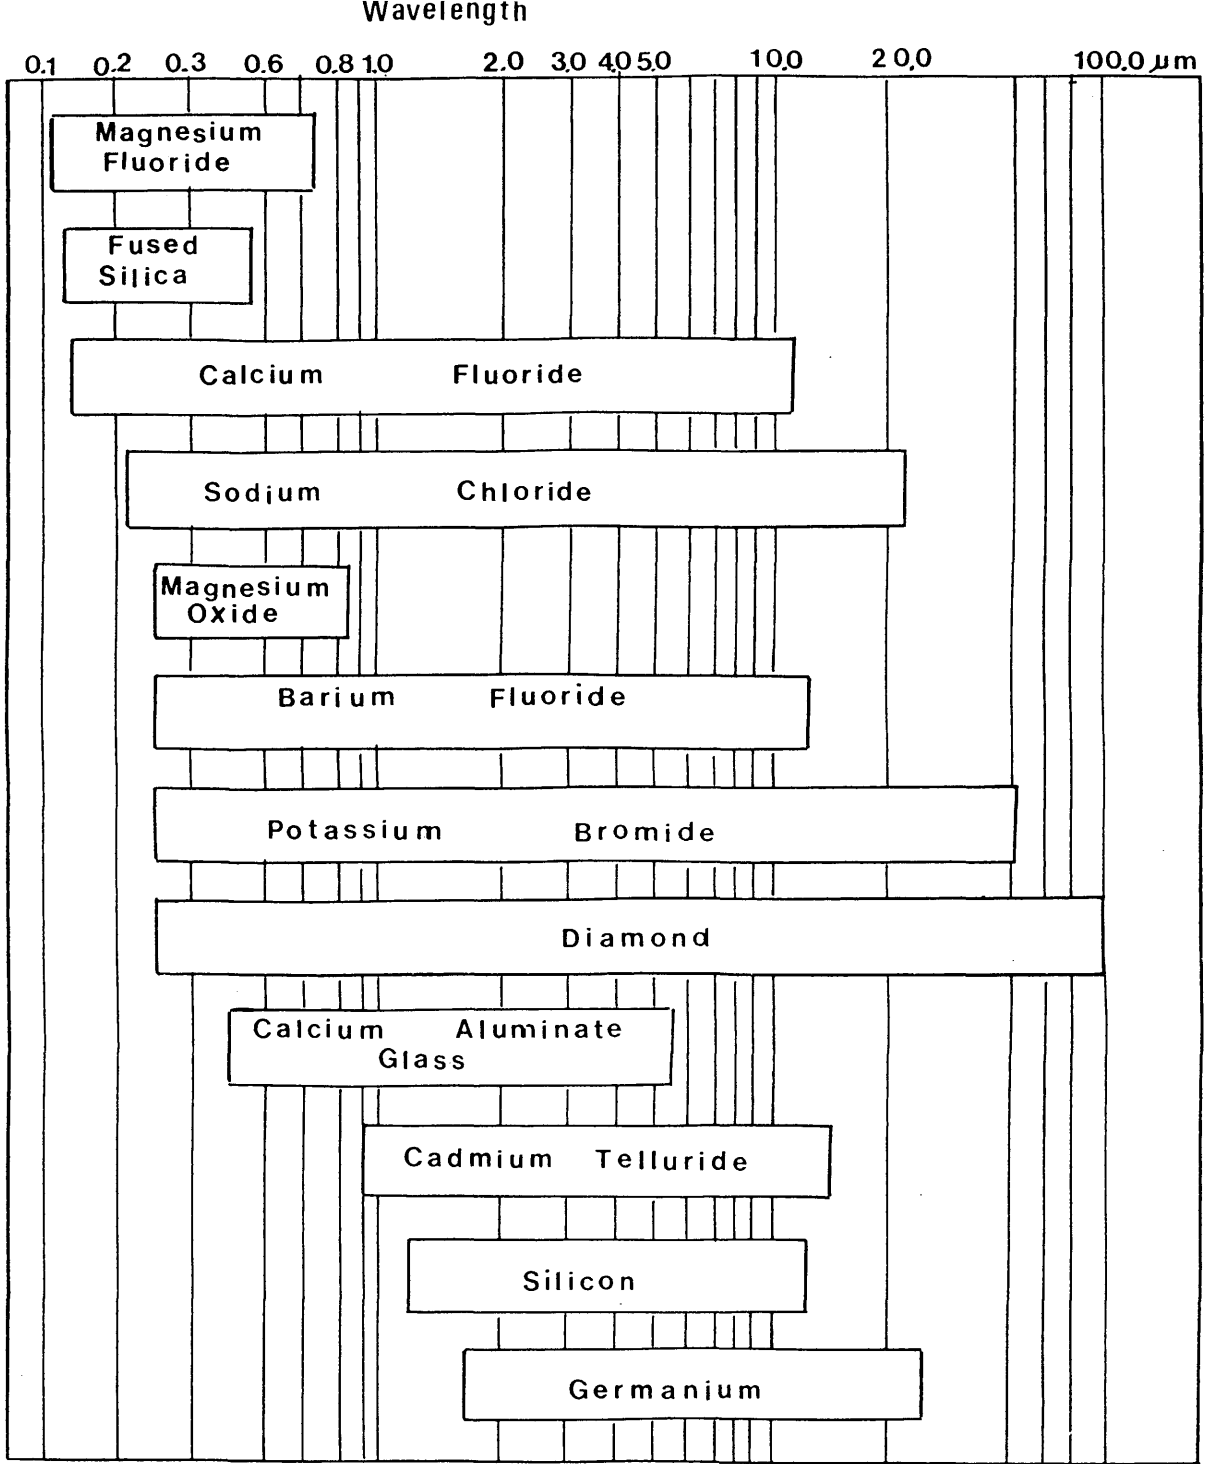 Wavelength
0.1 0.2 0.3 0.6 0.8 1.0 2.0 3.0 4.0 5.0 10.0 20.0 100.0 μm
Magnesium
Fluoride
Fused
Silica
Calcium Fluoride
Sodium Chloride
Magnesium
Oxide
Barium Fluoride
Potassium Bromide
Diamond
Calcium Aluminate
Glass
Cadmium Telluride
Silicon
Germanium